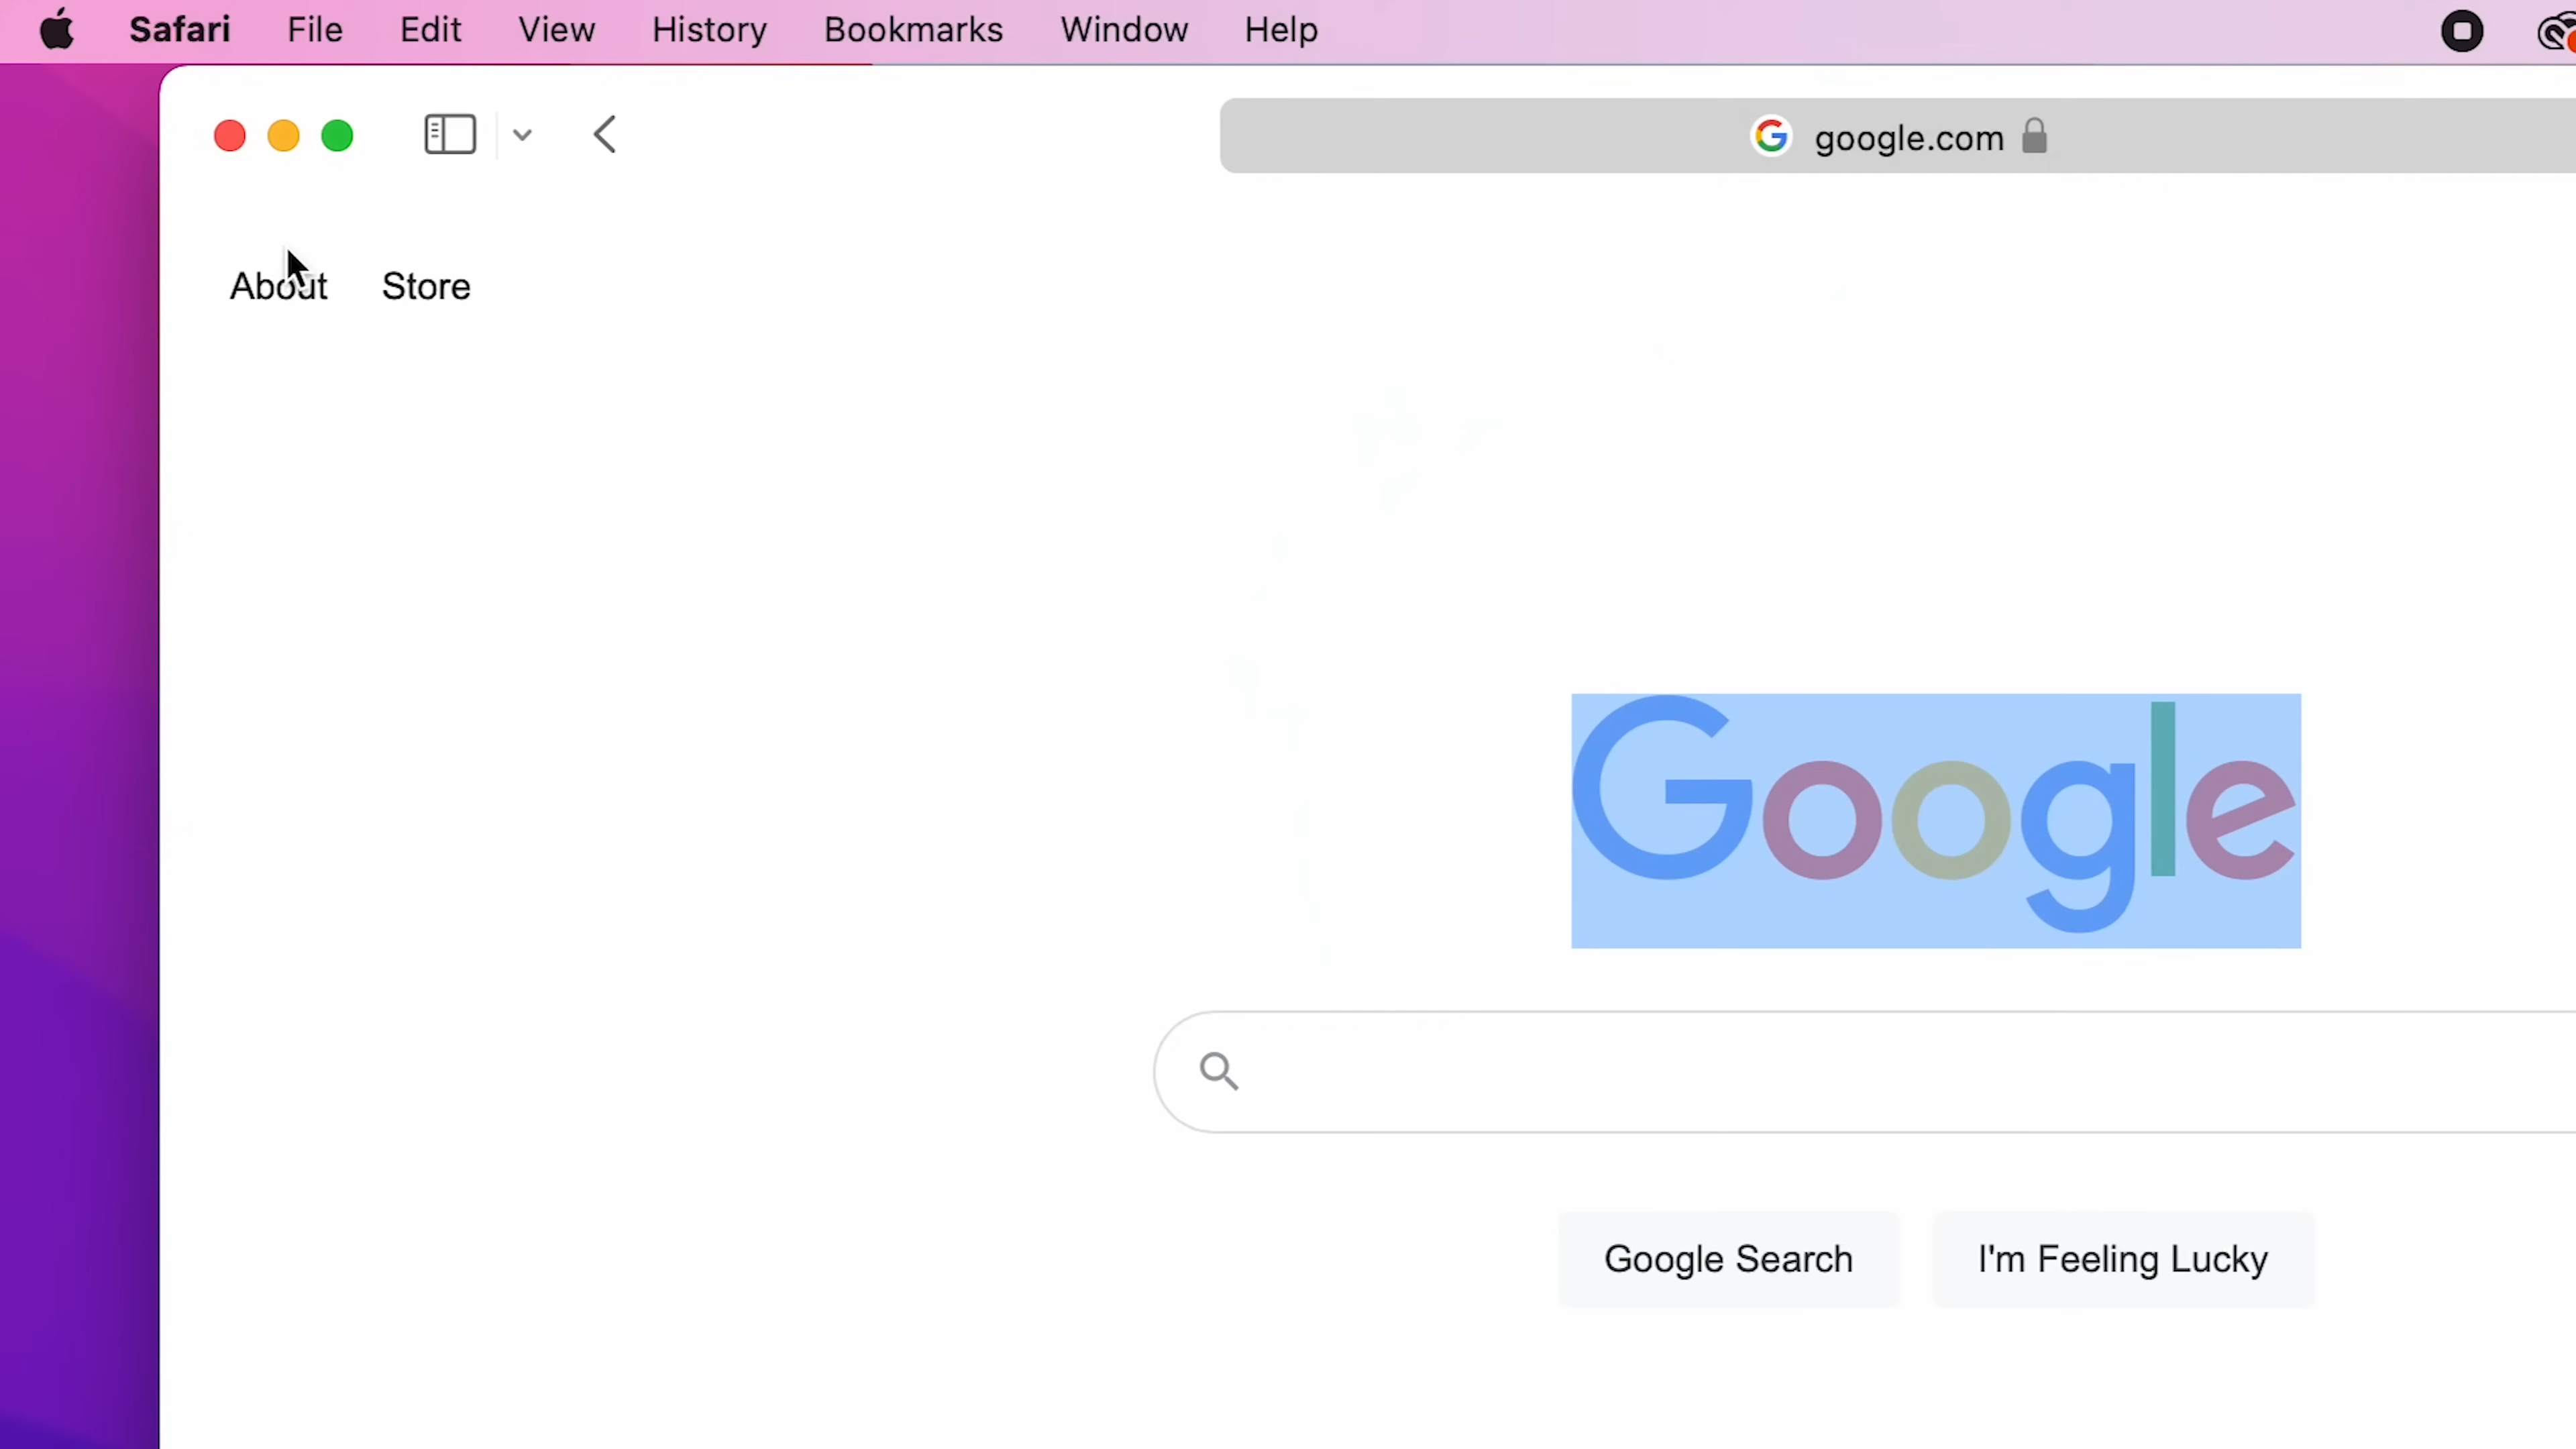 Safari File Edit View History Bookmarks Window Help
google.com
About Store
Google
Google Search I'm Feeling Lucky